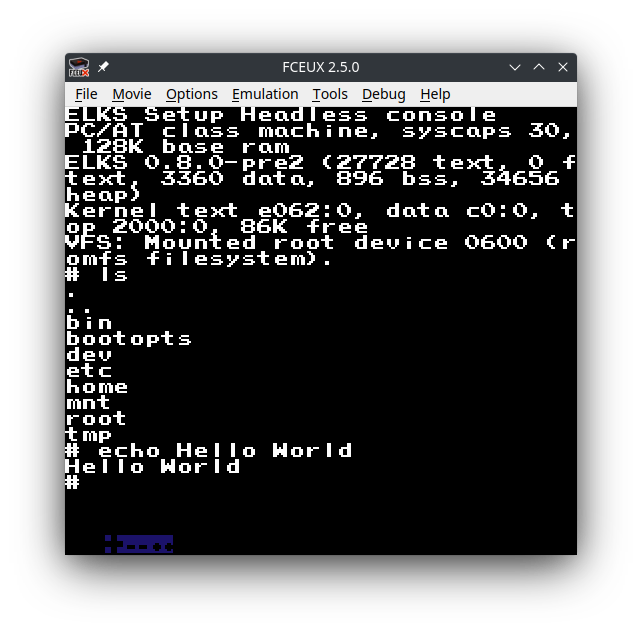 FCEUX 2.5.0
File Movie Options Emulation Tools Debug Help
ELKS Setup Headless console
PC/AT class machine, syscaps 30,
 128K base ram
ELKS 0.8.0-pre2 (27728 text, 0 f
text, 3360 data, 896 bss, 34656
heap)
Kernel text e062:0, data c0:0, t
op 2000:0, 86K free
VFS: Mounted root device 0600 (r
omfs filesystem).
# ls
.
..
bin
bootopts
dev
etc
home
mnt
root
tmp
# echo Hello World
Hello World
#